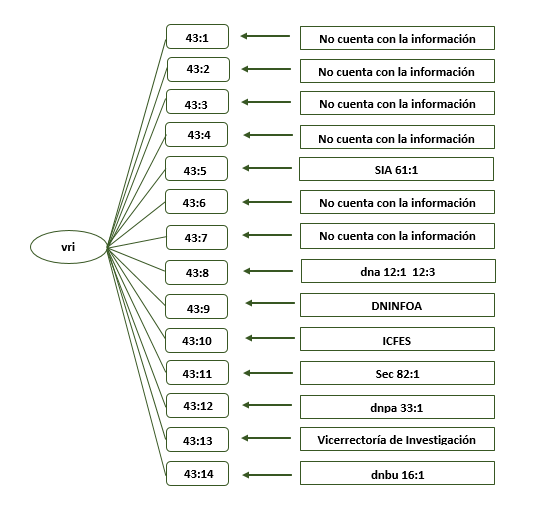 43:1 No cuenta con la información
43:2 No cuenta con la información
43:3 No cuenta con la información
43:4 No cuenta con la información
43:5 SIA 61:1
43:6 No cuenta con la información
vri
43:7 No cuenta con la información
43:8 dna 12:1 12:3
43:9 DNINFOA
43:10 ICFES
43:11 Sec 82:1
43:12 dnpa 33:1
43:13 Vicerrectoría de Investigación
43:14 dnbu 16:1